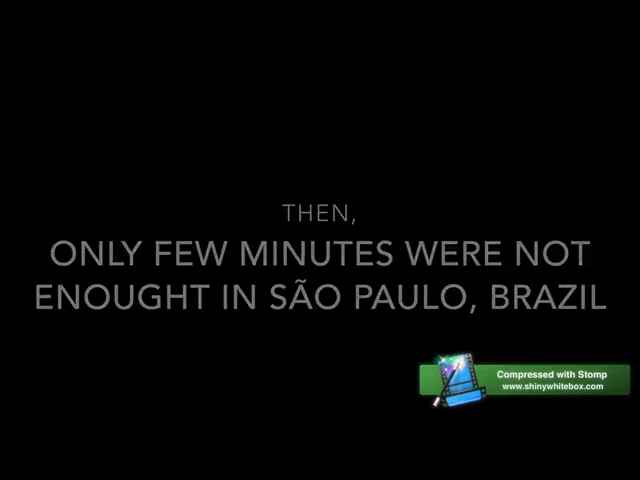 THEN,
ONLY FEW MINUTES WERE NOT
ENOUGHT IN SÃO PAULO, BRAZIL
Compressed with Stomp
www.shinywhitebox.com